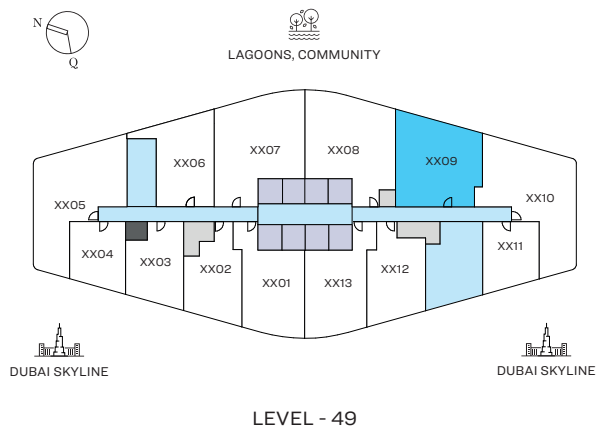 N
Q
LAGOONS, COMMUNITY
XX06
XX07
XX08
XX09
XX05
XX10
XX04
XX03
XX02
XX01
XX13
XX12
XX11
DUBAI SKYLINE
DUBAI SKYLINE
LEVEL - 49